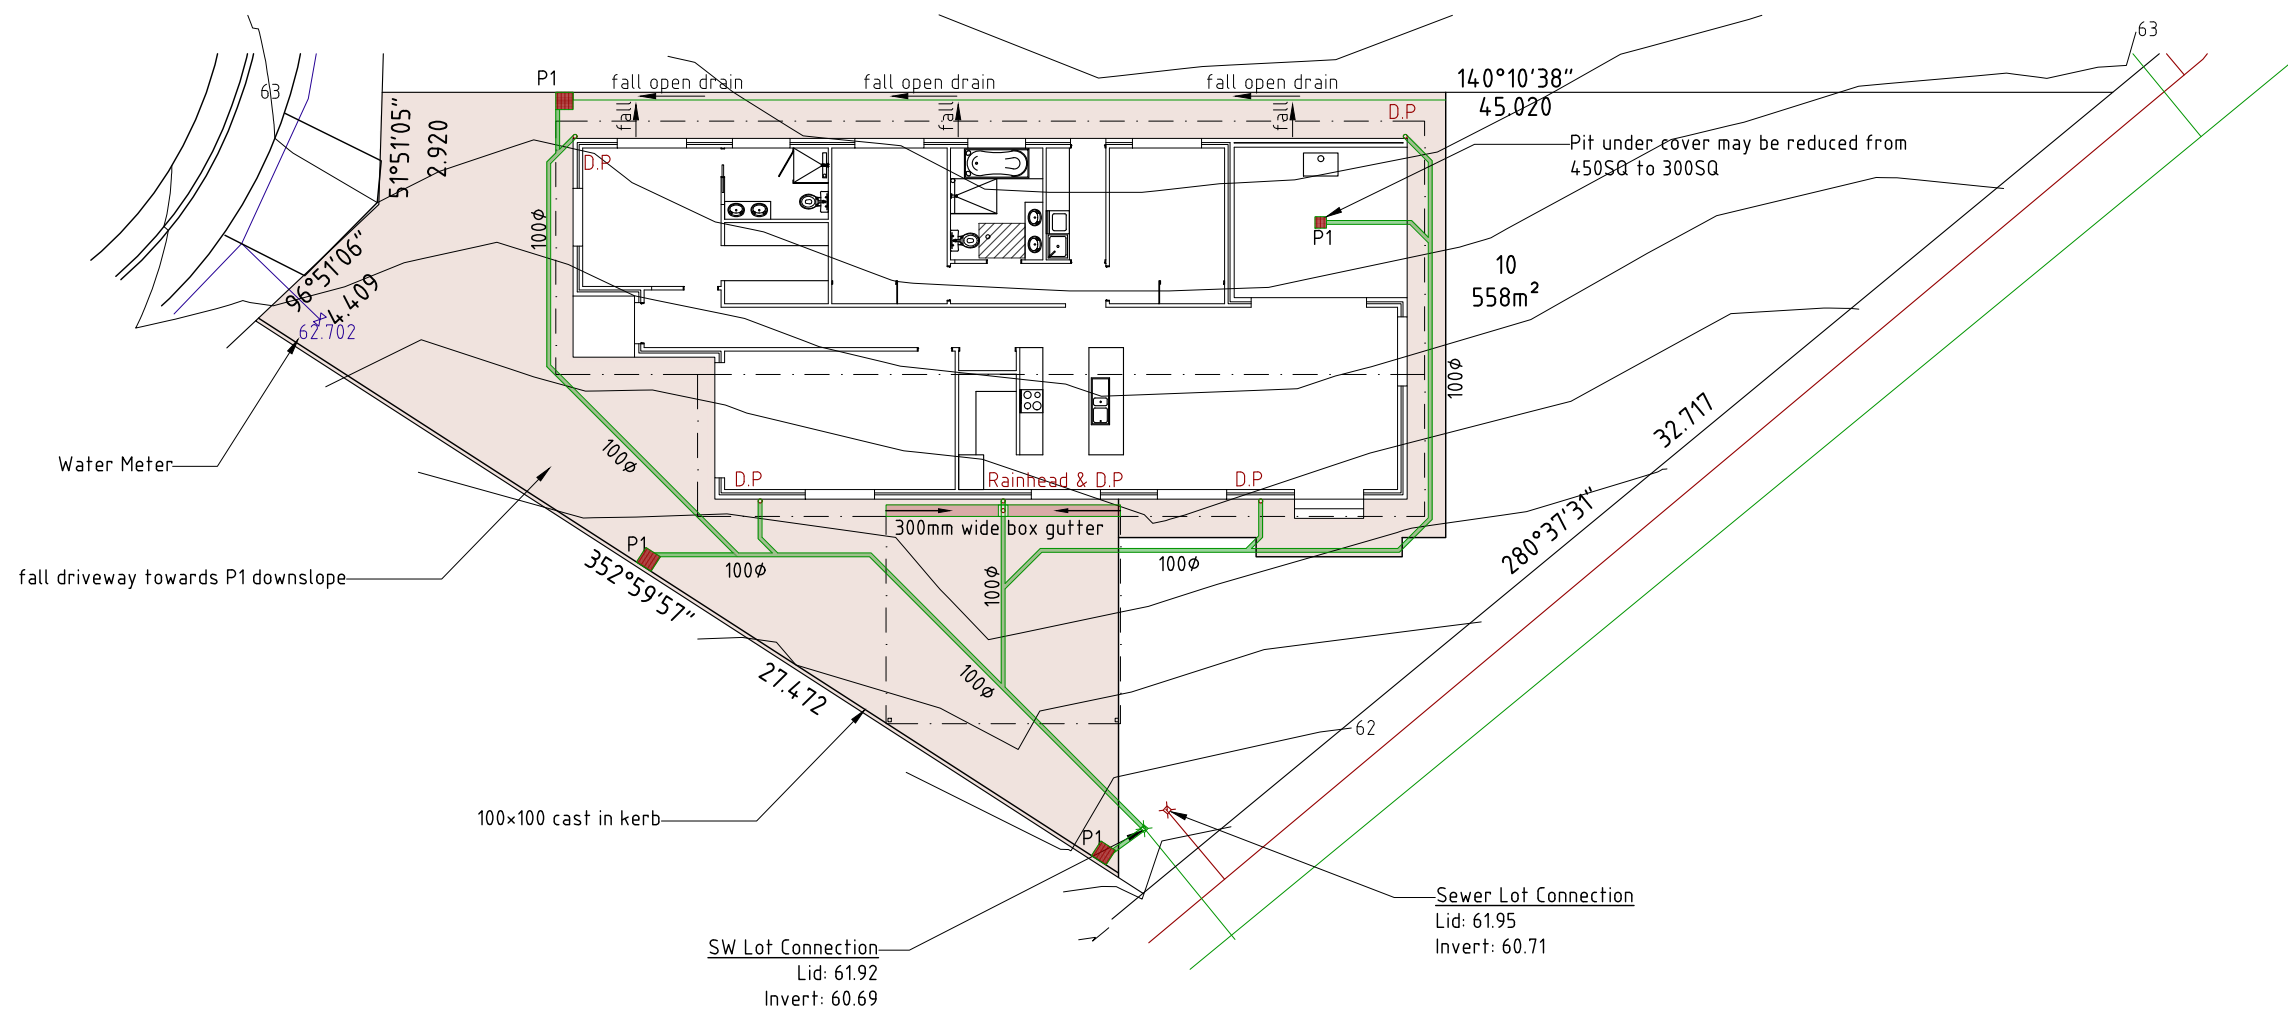 63
P1
fall open drain
fall open drain
fall open drain
140°10'38"
45.020
63
fall
fall
fall
D.P
51°51'05"
2.920
D.P
Pit under cover may be reduced from
450SQ to 300SQ
100ø
P1
96°51'06"
4.409
62.702
10
558m²
100ø
32.717
Water Meter
100ø
D.P
Rainhead & D.P
D.P
300mm wide box gutter
280°37'31"
P1
fall driveway towards P1 downslope
352°59'57"
100ø
100ø
100ø
27.472
100ø
62
100×100 cast in kerb
P1
Sewer Lot Connection
Lid: 61.95
Invert: 60.71
SW Lot Connection
Lid: 61.92
Invert: 60.69